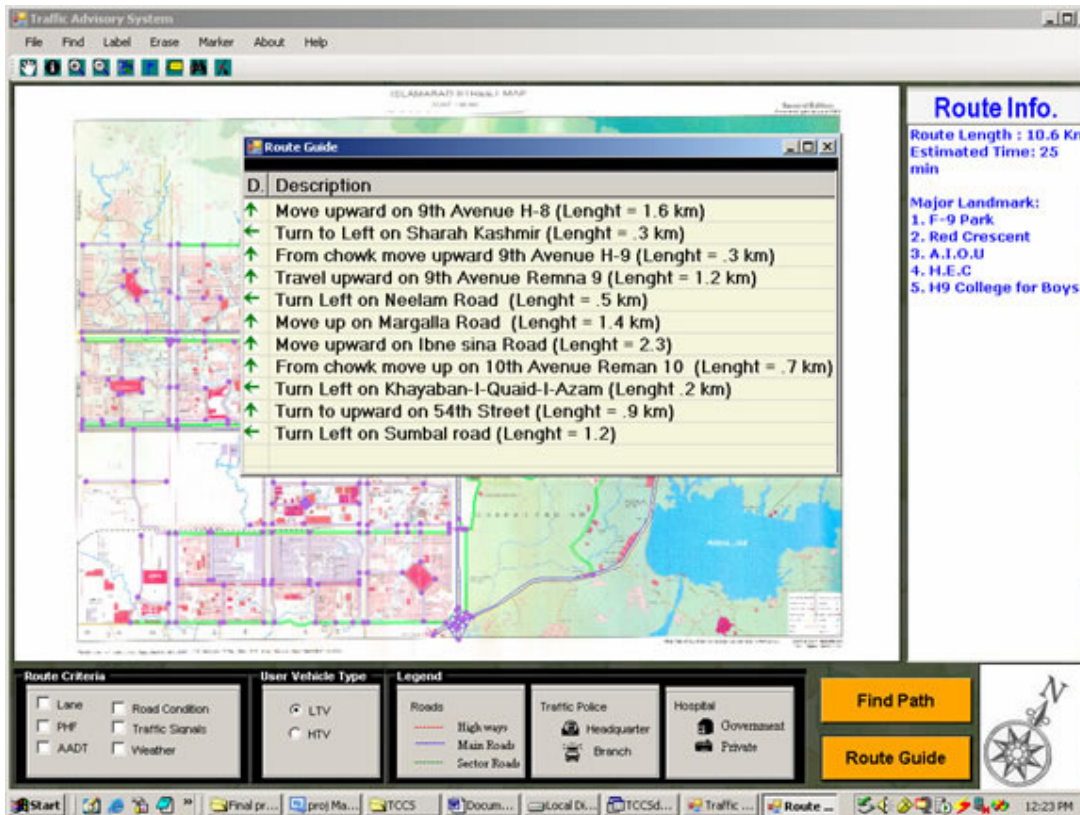 Traffic Advisory System
File Find Label Erase Marker About Help
ISLAMABAD STREET MAP
Second Edition
Route Guide
D. Description
Move upward on 9th Avenue H-8 (Lenght = 1.6 km)
Turn to Left on Sharah Kashmir (Lenght = .3 km)
From chowk move upward 9th Avenue H-9 (Lenght = .3 km)
Travel upward on 9th Avenue Remna 9 (Lenght = 1.2 km)
Turn Left on Neelam Road (Lenght = .5 km)
Move up on Margalla Road (Lenght = 1.4 km)
Move upward on Ibne sina Road (Lenght = 2.3)
From chowk move up on 10th Avenue Reman 10 (Lenght = .7 km)
Turn Left on Khayaban-I-Quaid-I-Azam (Lenght .2 km)
Turn to upward on 54th Street (Lenght = .9 km)
Turn Left on Sumbal road (Lenght = 1.2)
Route Info.
Route Length : 10.6 Km
Estimated Time: 25
min
Major Landmark:
1. F-9 Park
2. Red Crescent
3. A.I.O.U
4. H.E.C
5. H9 College for Boys
Route Criteria
Lane
PHF
AADT
Road Condition
Traffic Signals
Weather
User Vehicle Type
LTV
HTV
Legend
Roads
High ways
Main Roads
Sector Roads
Traffic Police
Headquarter
Branch
Hospital
Government
Private
Find Path
Route Guide
N
Start » Final pr... proj Ma... TCCS Docum... Local Di... TCCSd... Traffic ... Route ... 12:23 PM